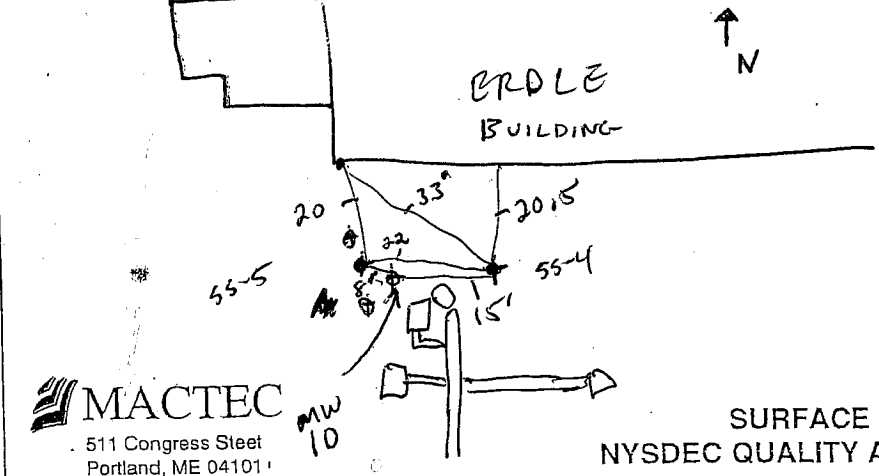 N
ERDLE
BUILDING
33'
20
20.5
22
SS-4
SS-5
8'
15'
MW
10
MACTEC
511 Congress Steet
Portland, ME 04101
SURFACE
NYSDEC QUALITY A